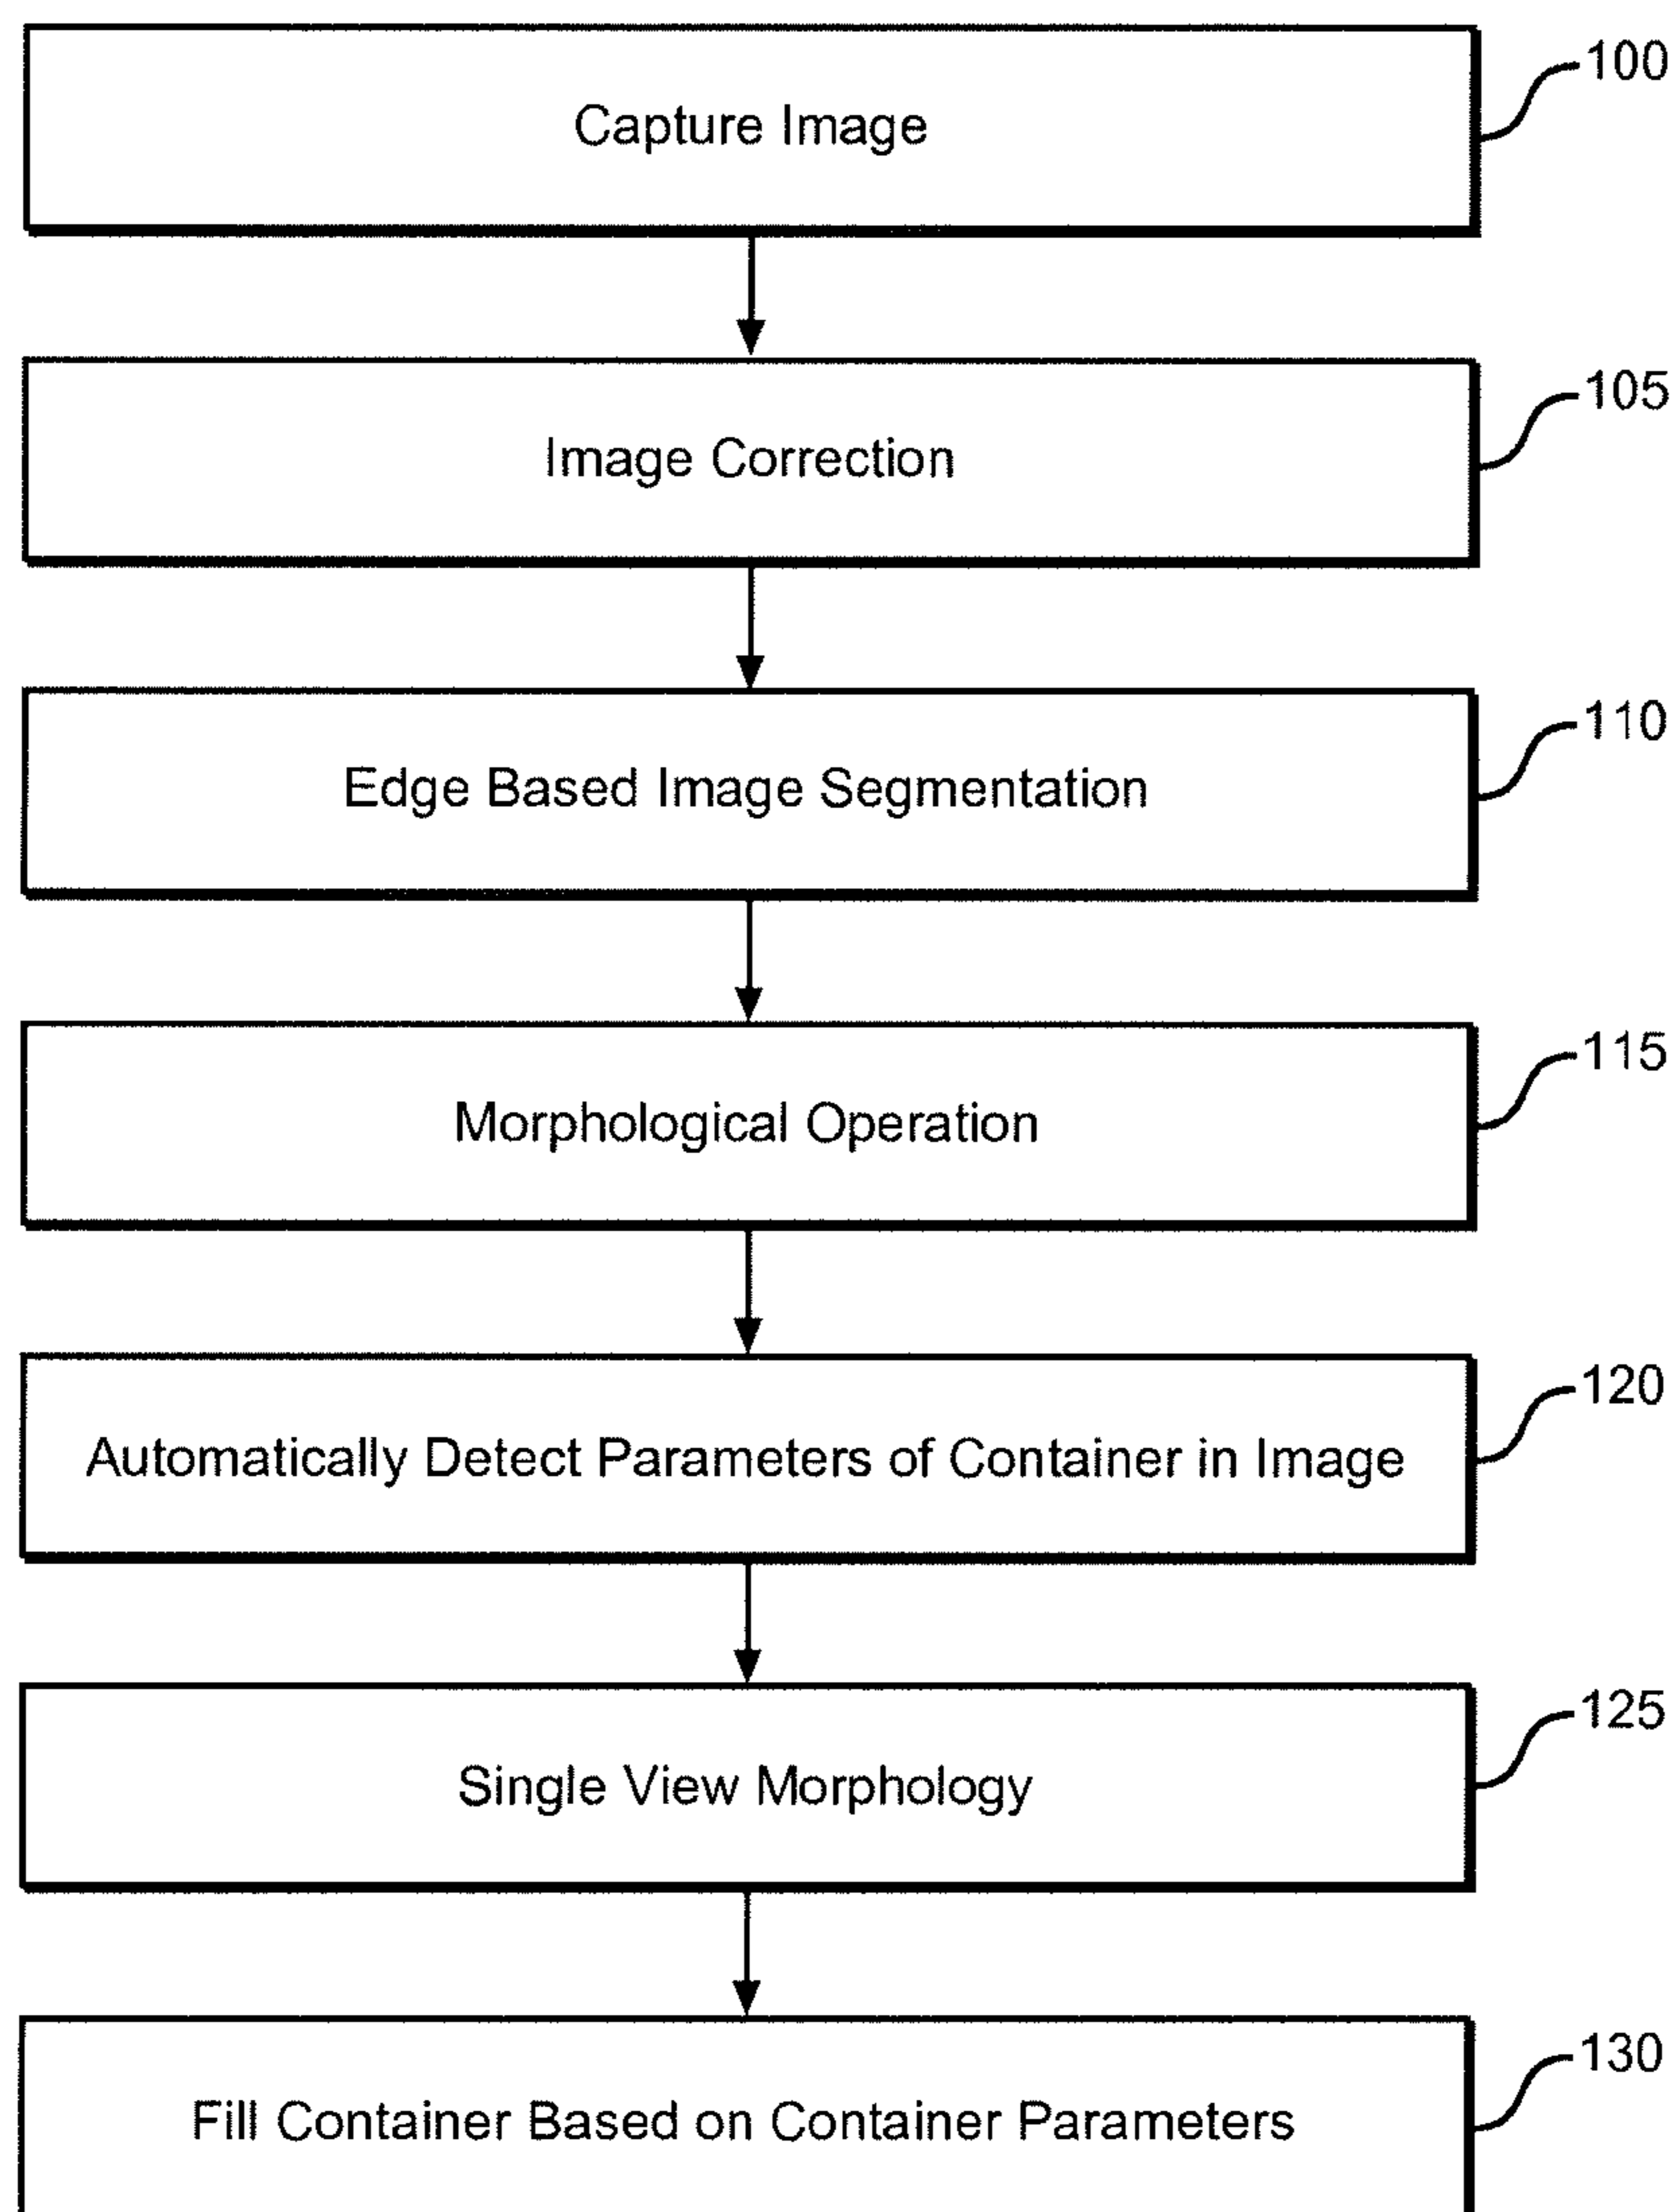 Capture Image
100
Image Correction
105
Edge Based Image Segmentation
110
Morphological Operation
115
Automatically Detect Parameters of Container in Image
120
Single View Morphology
125
Fill Container Based on Container Parameters
130